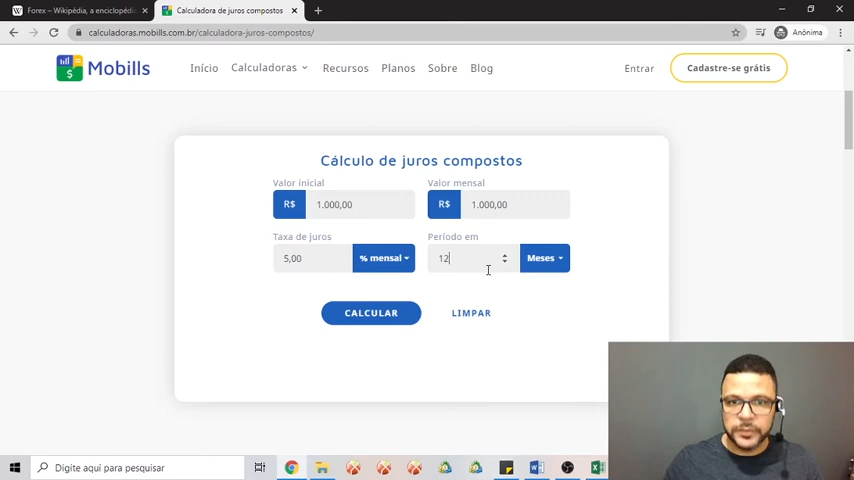 Forex – Wikipédia, a enciclopédi
Calculadora de juros compostos
calculadoras.mobills.com.br/calculadora-juros-compostos/
Anônima
Mobills
Início
Calculadoras
Recursos
Planos
Sobre
Blog
Entrar
Cadastre-se grátis
Cálculo de juros compostos
Valor inicial
Valor mensal
R$ 1.000,00
R$ 1.000,00
Taxa de juros
Período em
5,00 % mensal
12 Meses
CALCULAR
LIMPAR
Digite aqui para pesquisar